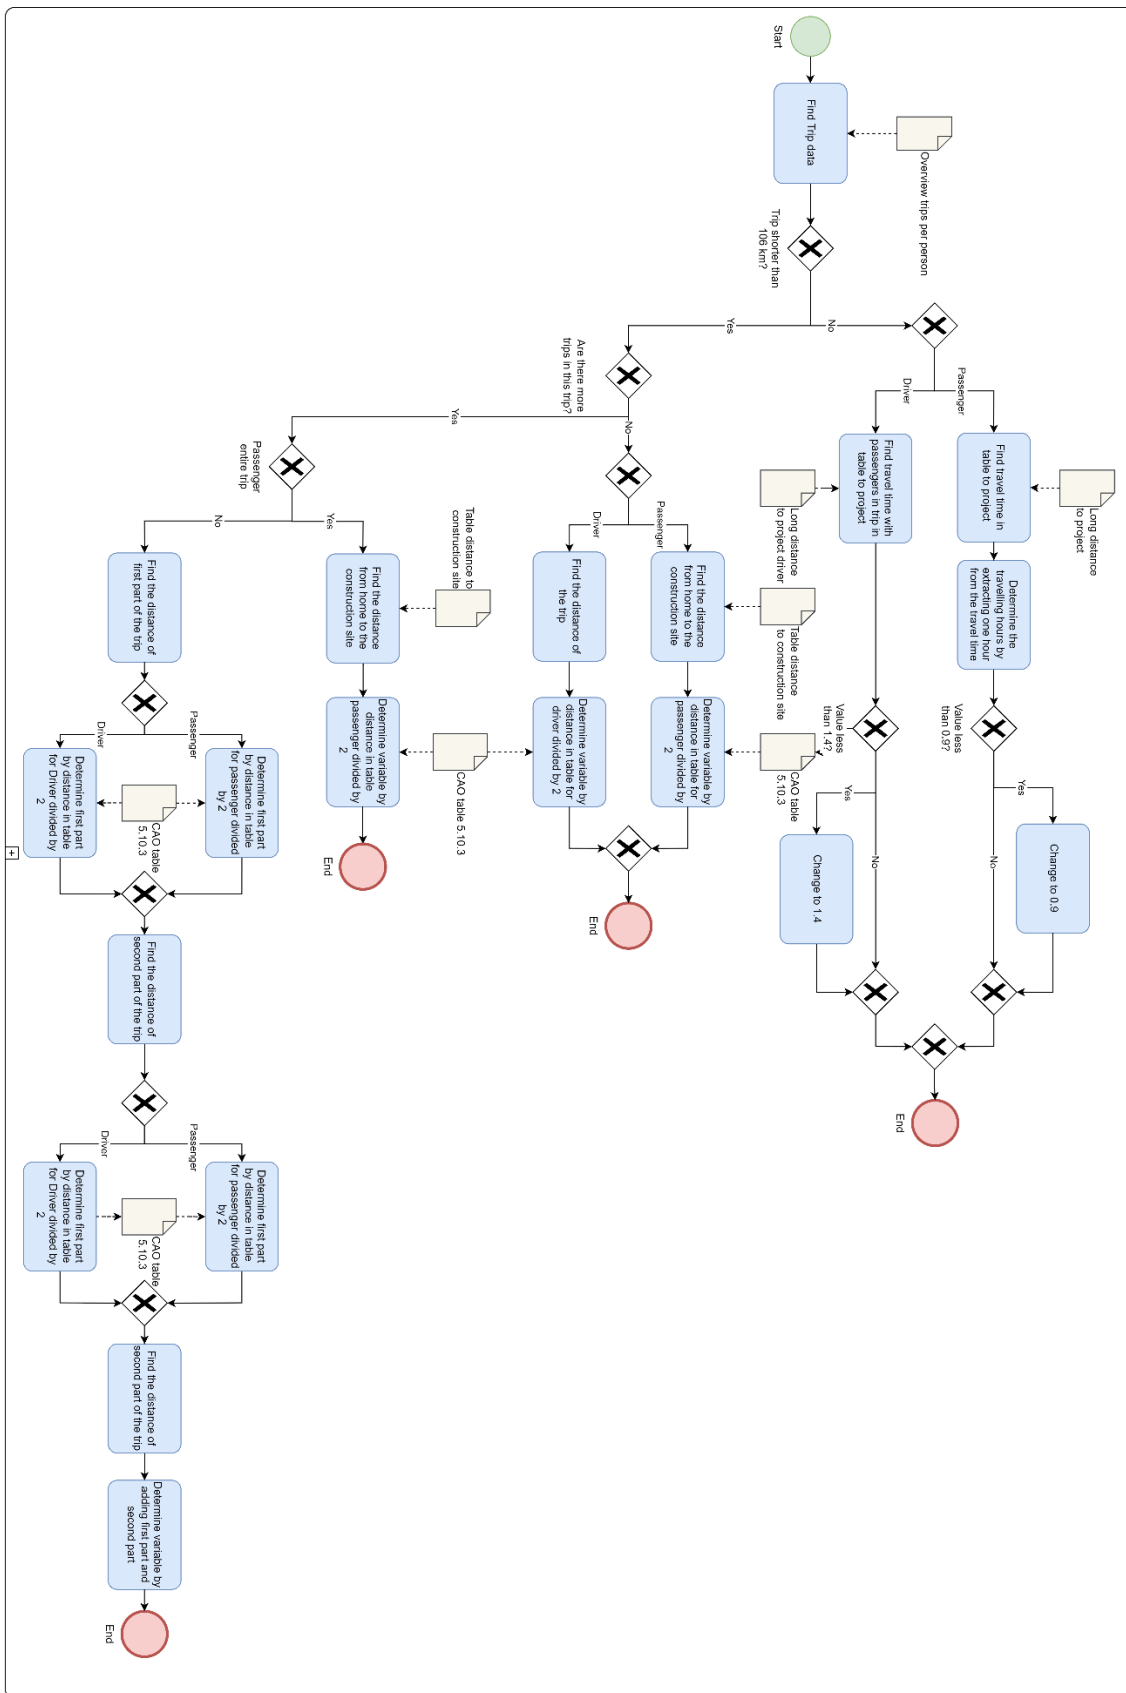 Start
Find Trip data
Overview trips per person
Trip shorter than
106 km?
No
Yes
Passenger
Driver
Find travel time in
table to project
Long distance
to project
Determine the
travelling hours by
extracting one hour
from the travel time
Value less
than 0.9?
Yes
No
Change to 0.9
Find travel time with
passengers in trip in
table to project
Long distance
to project driver
Value less
than 1.4?
No
Yes
Change to 1.4
End
Are there more
trips in this trip?
No
Yes
Passenger
Driver
Find the distance
from home to the
construction site
Table distance
to construction site
Determine variable by
distance in table for
passenger divided by
2
CAO table
5.10.3
Find the distance of
the trip
Determine variable by
distance in table for
driver divided by 2
End
Passenger
entire trip
Yes
No
Find the distance
from home to the
construction site
Table distance to
construction site
Determine variable by
distance in table
passenger divided by
2
CAO table 5.10.3
End
Find the distance of
first part of the trip
Passenger
Driver
Determine first part
by distance in table
for passenger divided
by 2
CAO table
5.10.3
Determine first part
by distance in table
for Driver divided by
2
Find the distance of
second part of the trip
Passenger
Driver
Determine first part
by distance in table
for passenger divided
by 2
CAO table
5.10.3
Determine first part
by distance in table
for Driver divided by
2
Find the distance of
second part of the trip
Determine variable by
adding first part and
second part
End